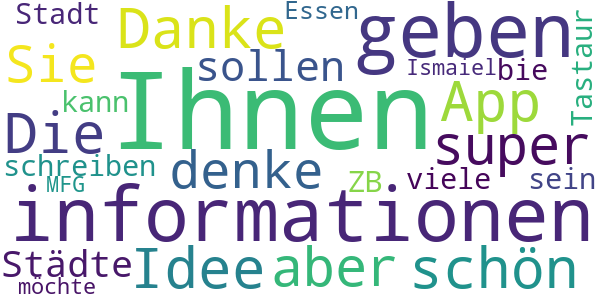 Stadt Danke Essen geben Tastaur
Sie sollen Ismaiel bie
kann Ihnen App
Die super
schreiben denke
MFG ZB viele sein
informationen
Städte Idee aber schön
möchte